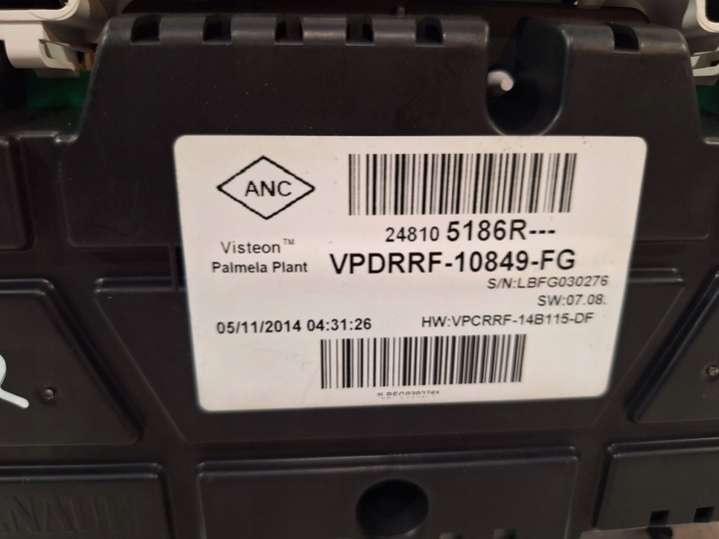 ANC
24810 5186R---
Visteon™
Palmela Plant
VPDRRF-10849-FG
S/N:LBFG030276
SW:07.08.
05/11/2014 04:31:26
HW:VPCRRF-14B115-DF